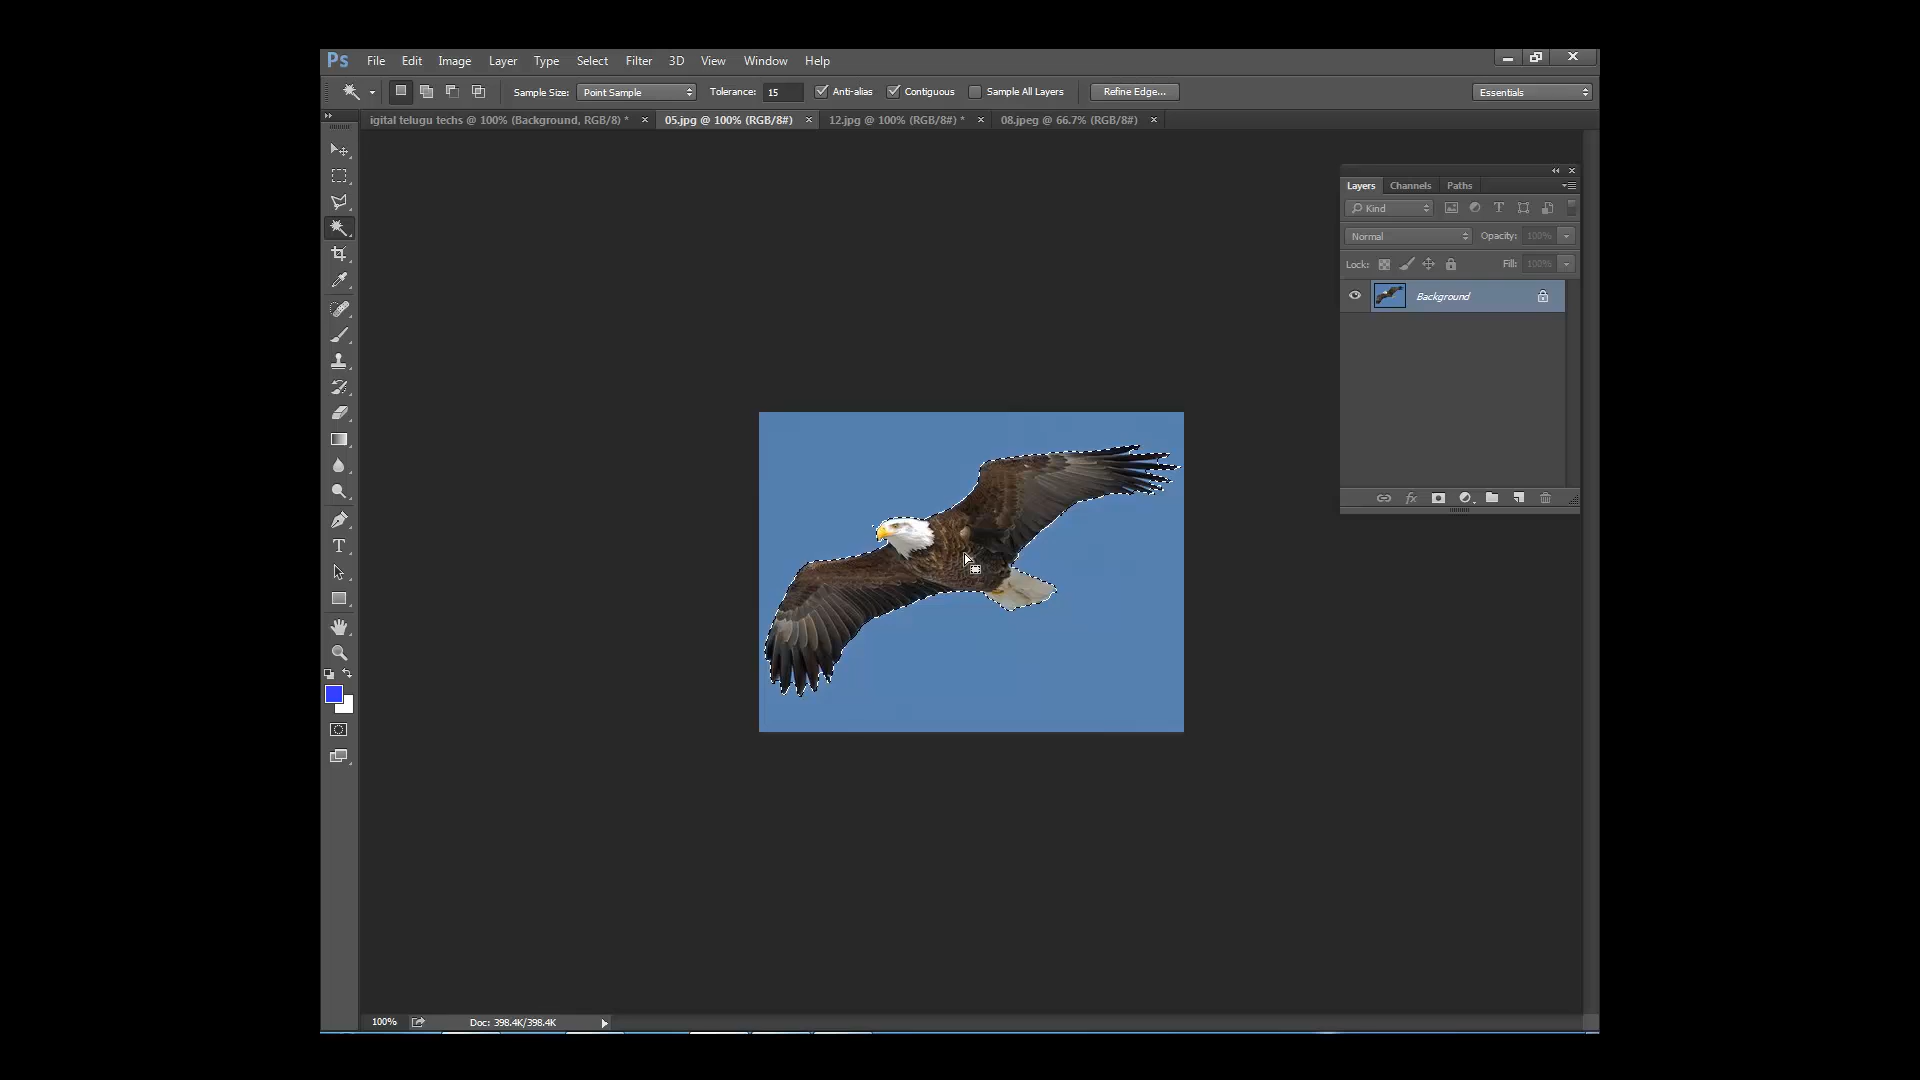 Ps File Edit Image Layer Type Select Filter 3D View Window Help
Sample Size: Point Sample Tolerance: 15 Anti-alias Contiguous Sample All Layers Refine Edge... Essentials
igital telugu techs @ 100% (Background, RGB/8) * 05.jpg @ 100% (RGB/8#) 12.jpg @ 100% (RGB/8#) * 08.jpeg @ 66.7% (RGB/8#)
Layers Channels Paths
Kind
Normal Opacity: 100%
Lock: Fill: 100%
Background
100% Doc: 398.4K/398.4K